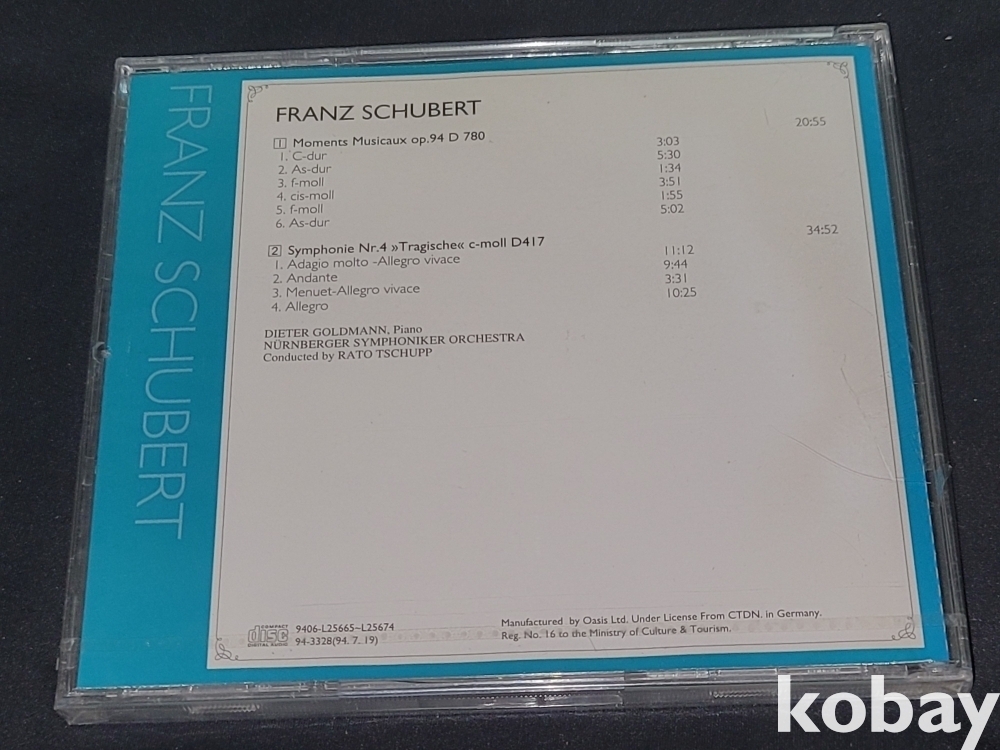 FRANZ SCHUBERT
FRANZ SCHUBERT
20:55
1 Moments Musicaux op.94 D 780
1. C-dur 3:03
2. As-dur 5:30
3. f-moll 1:34
4. cis-moll 3:51
5. f-moll 1:55
6. As-dur 5:02
34:52
2 Symphonie Nr.4 »Tragische« c-moll D417
1. Adagio molto -Allegro vivace 11:12
2. Andante 9:44
3. Menuet-Allegro vivace 3:31
4. Allegro 10:25
DIETER GOLDMANN, Piano
NÜRNBERGER SYMPHONIKER ORCHESTRA
Conducted by RATO TSCHUPP
COMPACT
disc
DIGITAL AUDIO
9406-L25665~L25674
94-3328(94. 7. 19)
Manufactured by Oasis Ltd. Under License From CTDN. in Germany.
Reg. No. 16 to the Ministry of Culture & Tourism.
kobay